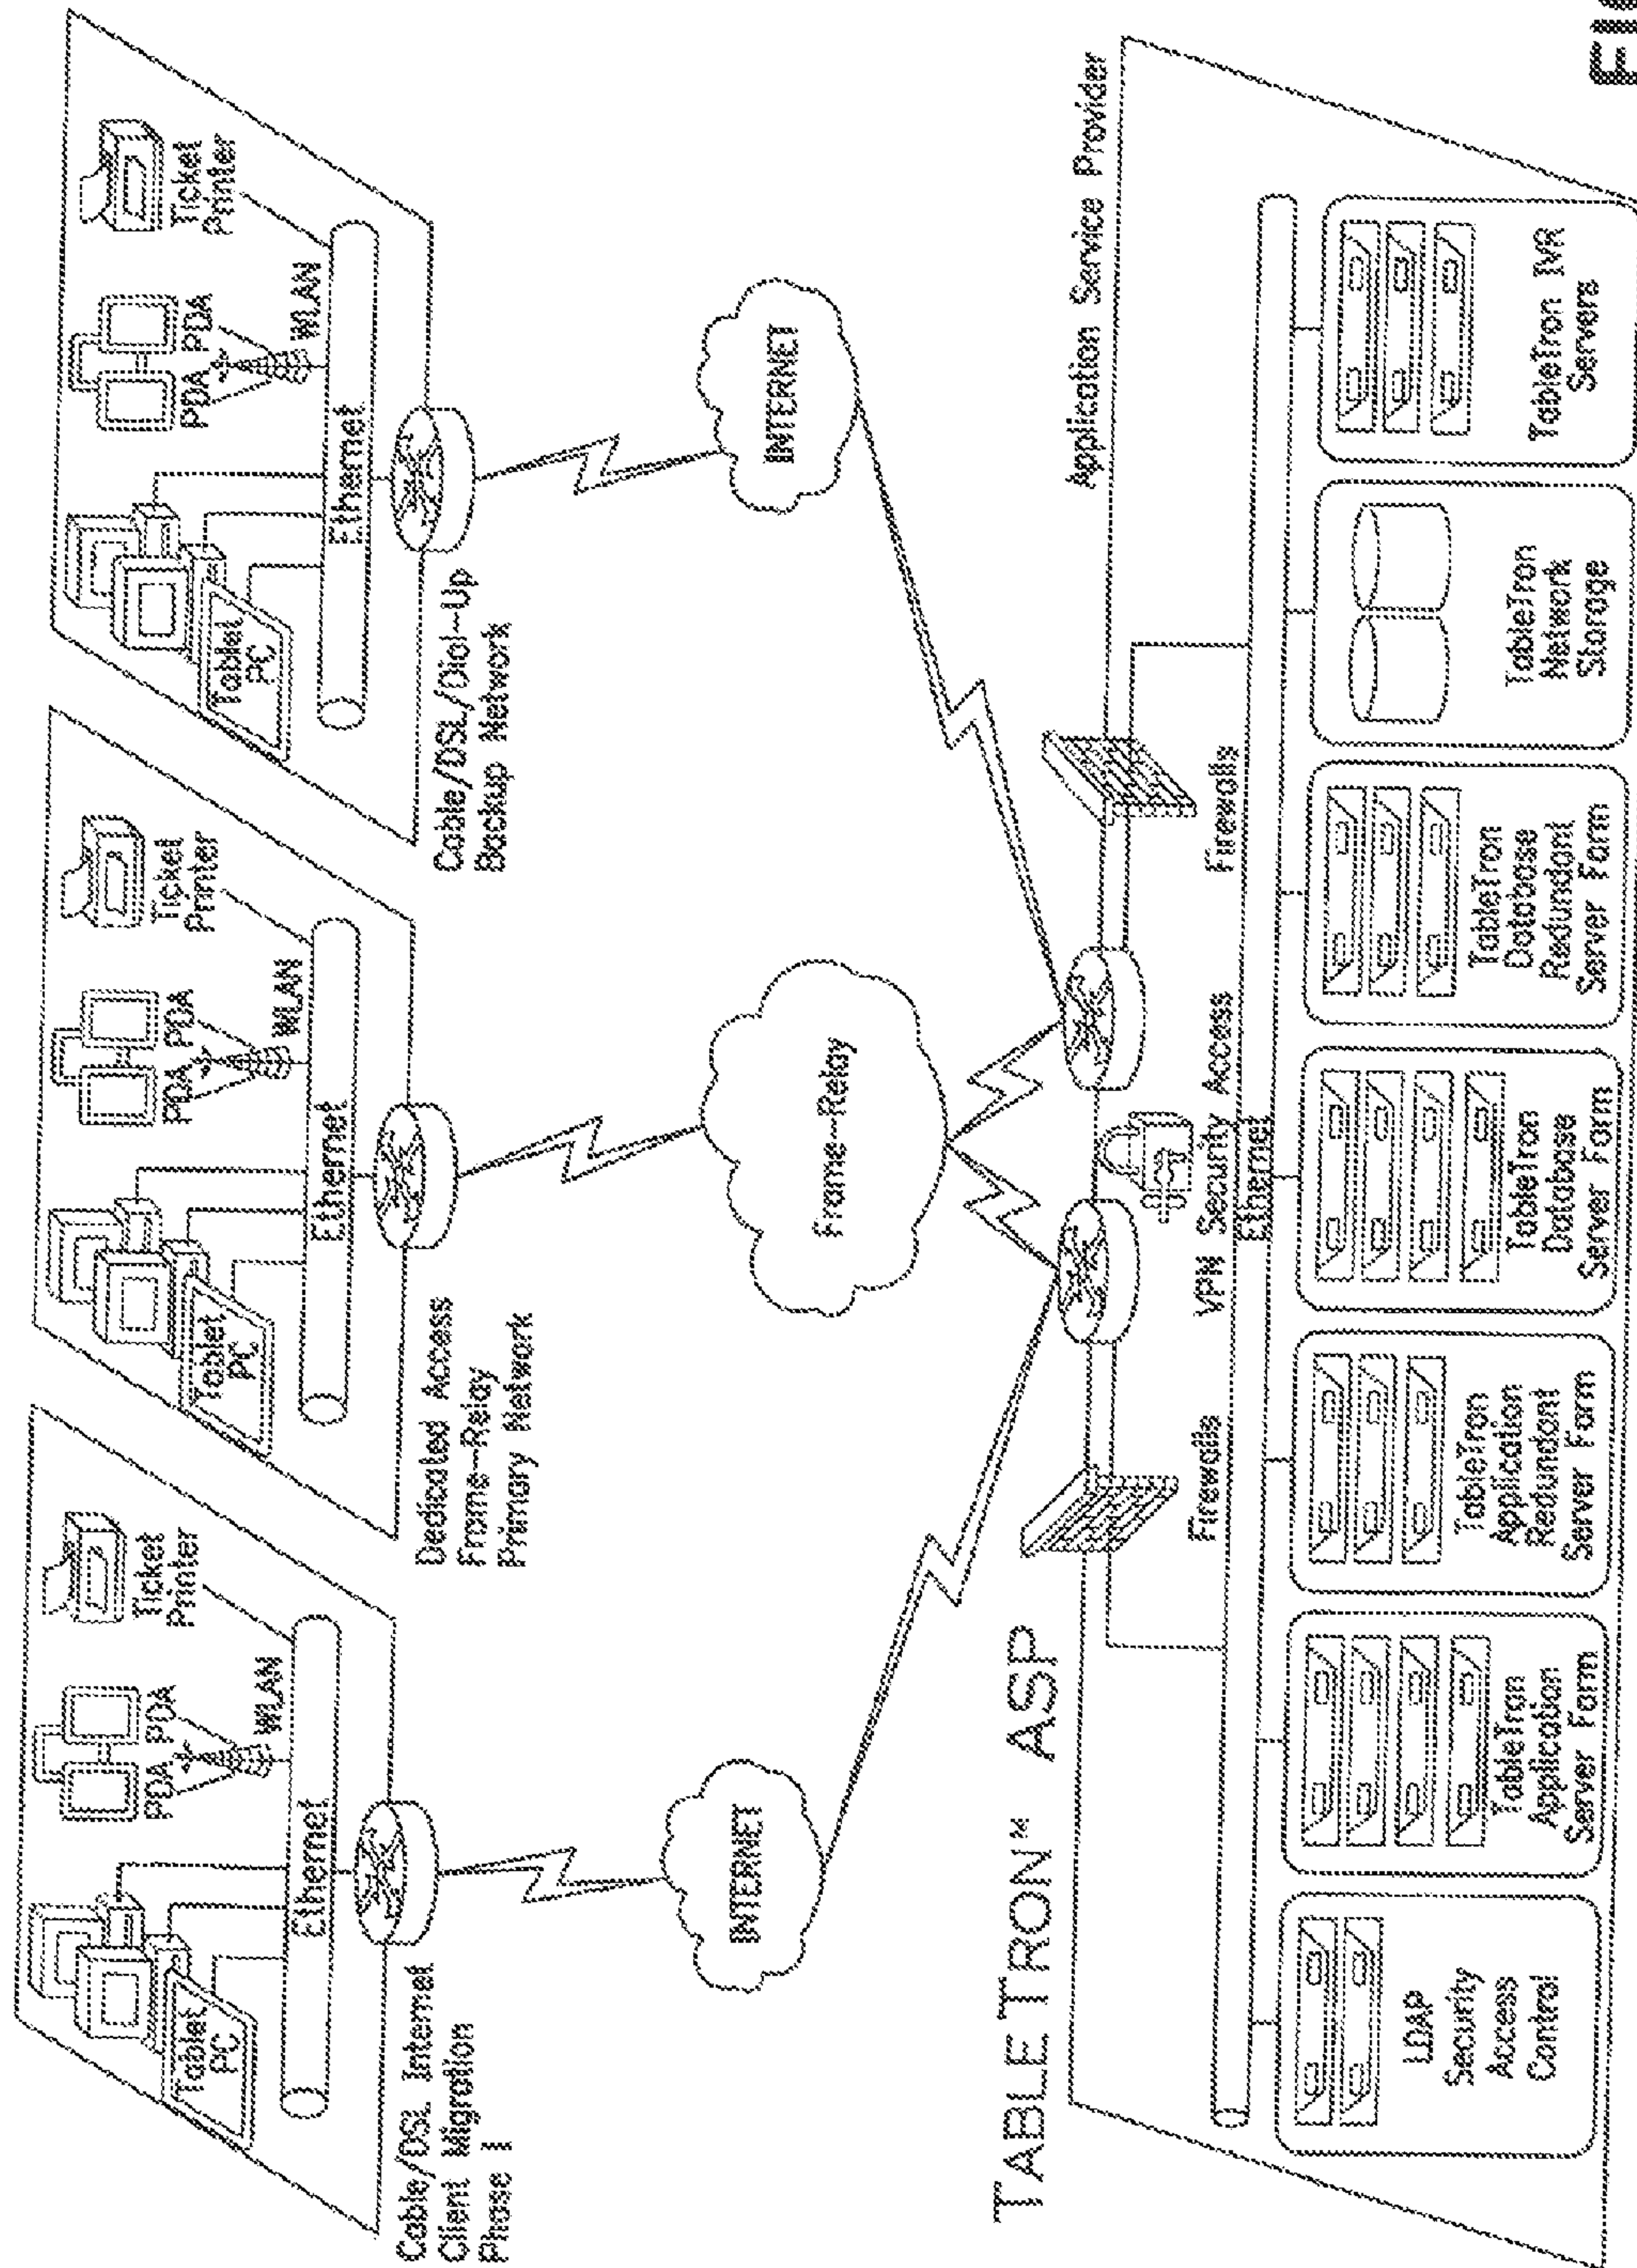 Tablet
PC
PDA
PDA
WLAN
Ticket
Printer
Ethernet
Cable/DSL Internet
Client Migration
Phase I
Tablet
PC
PDA
PDA
WLAN
Ticket
Printer
Ethernet
Dedicated Access
Frame-Relay
Primary Network
Tablet
PC
PDA
PDA
WLAN
Ticket
Printer
Ethernet
Cable/DSL/Dial-Up
Backup Network
INTERNET
Frame-Relay
INTERNET
TABLE TRON™ ASP
Application Service Provider
Firewalls
VPN Security Access
Firewalls
Ethernet
LDAP
Security
Access
Control
TableTron
Application
Server Farm
TableTron
Application
Redundant
Server Farm
TableTron
Database
Server Farm
TableTron
Database
Redundant
Server Farm
TableTron
Network
Storage
TableTron IVR
Servers